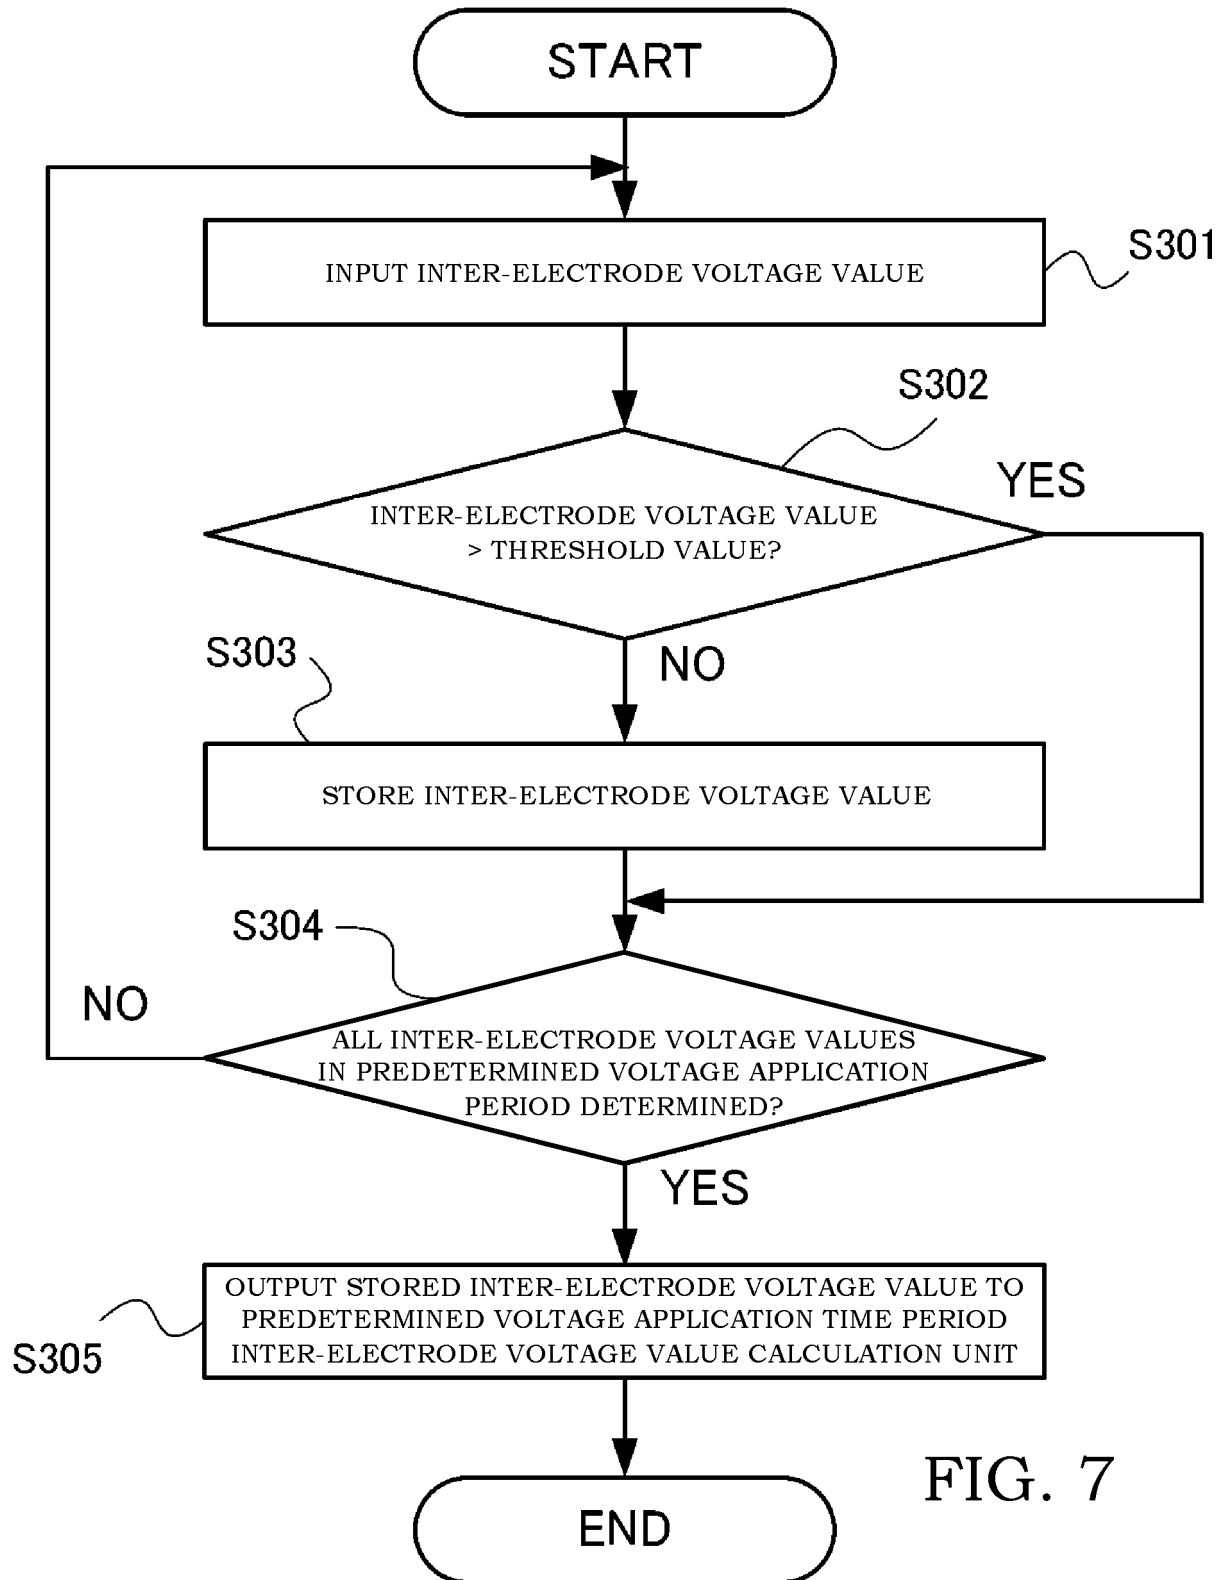 START
S301
INPUT INTER-ELECTRODE VOLTAGE VALUE
S302
YES
INTER-ELECTRODE VOLTAGE VALUE
> THRESHOLD VALUE?
S303
NO
STORE INTER-ELECTRODE VOLTAGE VALUE
S304
NO
ALL INTER-ELECTRODE VOLTAGE VALUES
IN PREDETERMINED VOLTAGE APPLICATION
PERIOD DETERMINED?
YES
OUTPUT STORED INTER-ELECTRODE VOLTAGE VALUE TO
PREDETERMINED VOLTAGE APPLICATION TIME PERIOD
INTER-ELECTRODE VOLTAGE VALUE CALCULATION UNIT
S305
FIG. 7
END